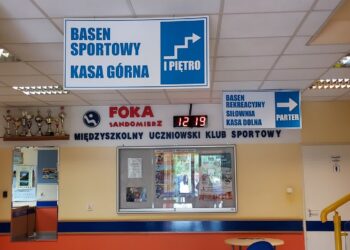 BASEN
SPORTOWY
KASA GÓRNA
I PIĘTRO
BASEN
REKREACYJNY
SIŁOWNIA
KASA DOLNA
PARTER
FOKA
SANDOMIERZ
12 19
MIĘDZYSZKOLNY UCZNIOWSKI KLUB SPORTOWY